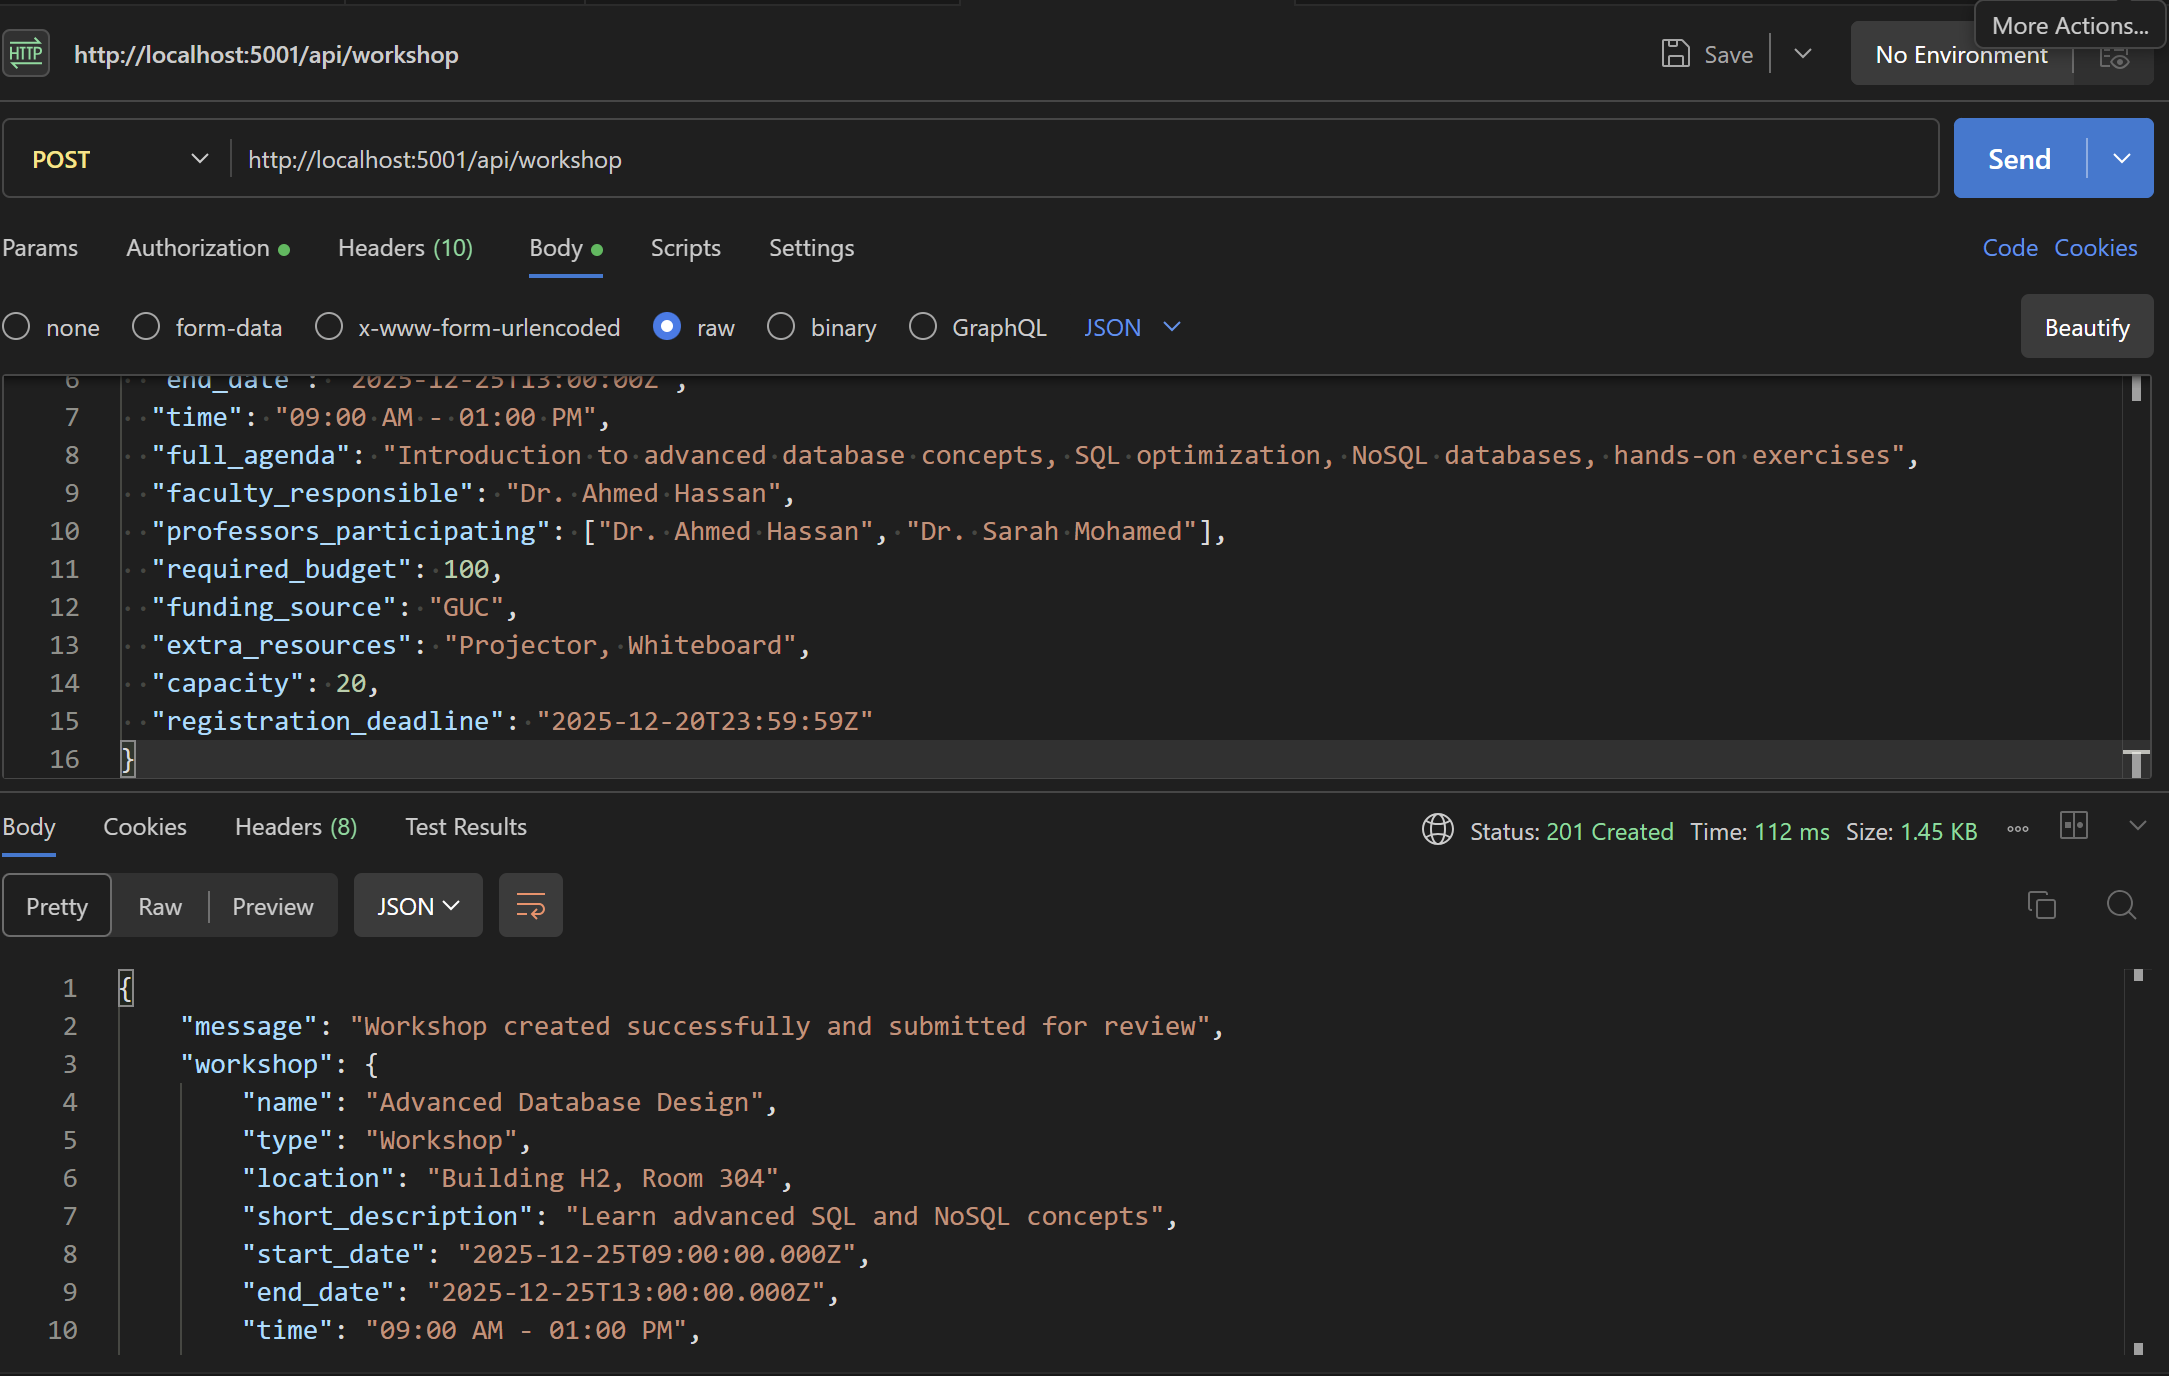 More Actions...
HTTP
http://localhost:5001/api/workshop
Save
No Environment
POST
http://localhost:5001/api/workshop
Send
Params Authorization Headers (10) Body Scripts Settings Code Cookies
none form-data x-www-form-urlencoded raw binary GraphQL JSON Beautify
6 "end_date": "2025-12-25T13:00:00Z",
7 "time": "09:00 AM - 01:00 PM",
8 "full_agenda": "Introduction to advanced database concepts, SQL optimization, NoSQL databases, hands-on exercises",
9 "faculty_responsible": "Dr. Ahmed Hassan",
10 "professors_participating": ["Dr. Ahmed Hassan", "Dr. Sarah Mohamed"],
11 "required_budget": 100,
12 "funding_source": "GUC",
13 "extra_resources": "Projector, Whiteboard",
14 "capacity": 20,
15 "registration_deadline": "2025-12-20T23:59:59Z"
16 }
Body Cookies Headers (8) Test Results Status: 201 Created Time: 112 ms Size: 1.45 KB
Pretty Raw Preview JSON
1 {
2 "message": "Workshop created successfully and submitted for review",
3 "workshop": {
4 "name": "Advanced Database Design",
5 "type": "Workshop",
6 "location": "Building H2, Room 304",
7 "short_description": "Learn advanced SQL and NoSQL concepts",
8 "start_date": "2025-12-25T09:00:00.000Z",
9 "end_date": "2025-12-25T13:00:00.000Z",
10 "time": "09:00 AM - 01:00 PM",